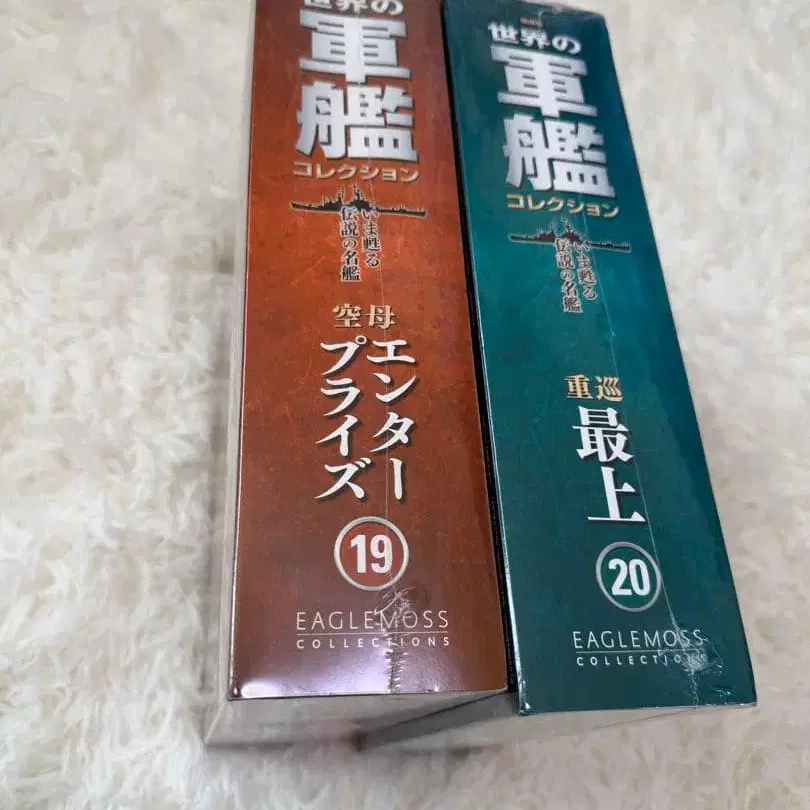 世界の
軍艦
コレクション
いま甦る
伝説の名艦
空母
エンター
プライズ
19
EAGLEMOSS
COLLECTIONS
世界の
軍艦
コレクション
いま甦る
伝説の名艦
重巡
最上
20
EAGLEMOSS
COLLECTIONS